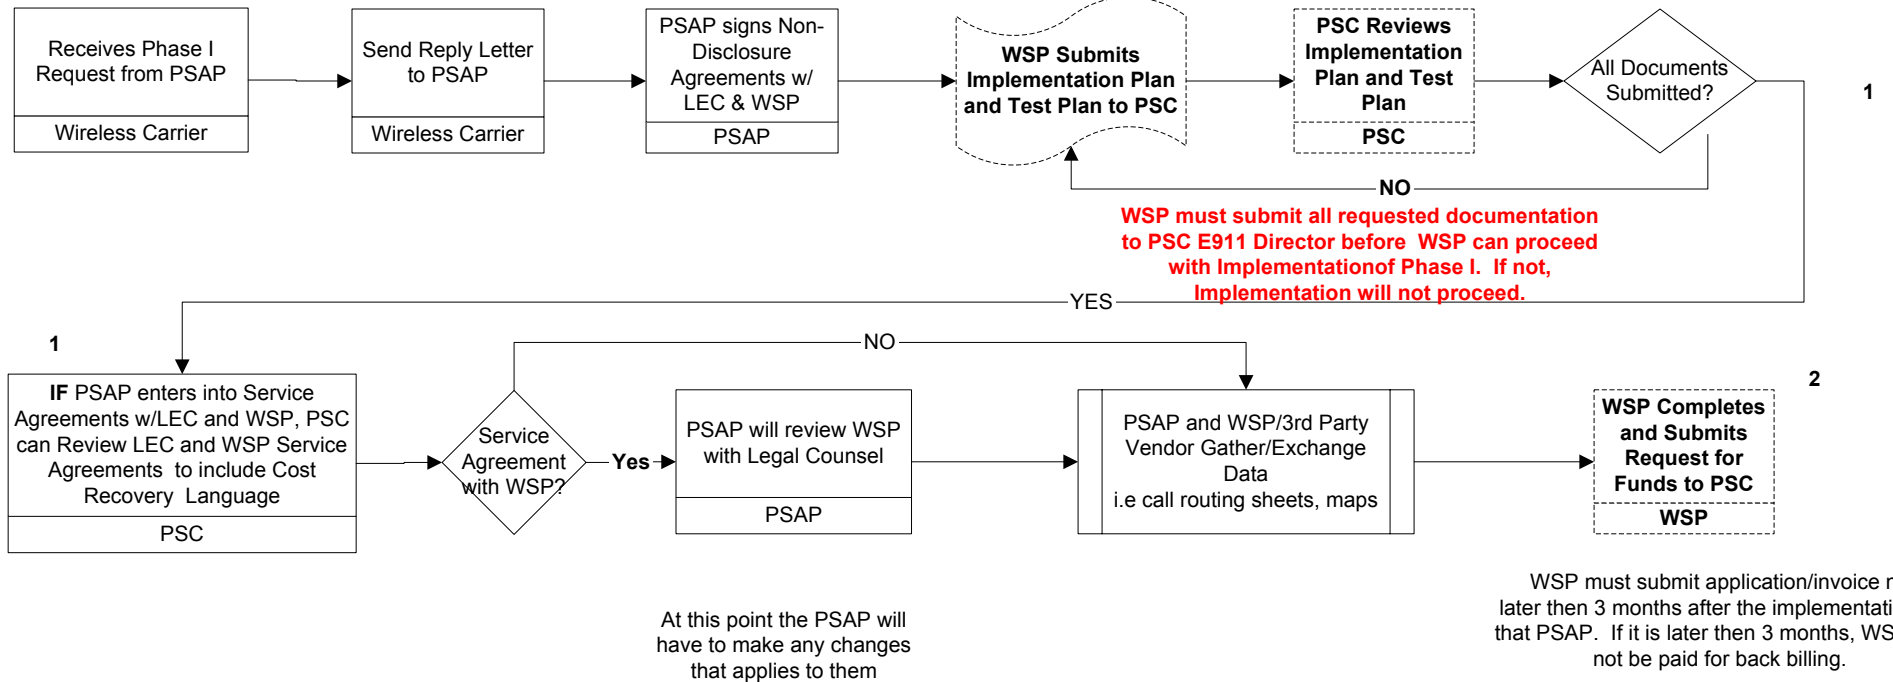 Receives Phase I
Request from PSAP
Wireless Carrier
Send Reply Letter
to PSAP
Wireless Carrier
PSAP signs Non-
Disclosure
Agreements w/
LEC & WSP
PSAP
WSP Submits
Implementation Plan
and Test Plan to PSC
PSC Reviews
Implementation
Plan and Test
Plan
PSC
All Documents
Submitted?
1
NO
WSP must submit all requested documentation
to PSC E911 Director before WSP can proceed
with Implementationof Phase I. If not,
Implementation will not proceed.
YES
1
IF PSAP enters into Service
Agreements w/LEC and WSP, PSC
can Review LEC and WSP Service
Agreements to include Cost
Recovery Language
PSC
NO
Service
Agreement
with WSP?
Yes
PSAP will review WSP
with Legal Counsel
PSAP
PSAP and WSP/3rd Party
Vendor Gather/Exchange
Data
i.e call routing sheets, maps
2
WSP Completes
and Submits
Request for
Funds to PSC
WSP
At this point the PSAP will
have to make any changes
that applies to them
WSP must submit application/invoice
later then 3 months after the
that PSAP. If it is later then 3 months,
not be paid for back billing.